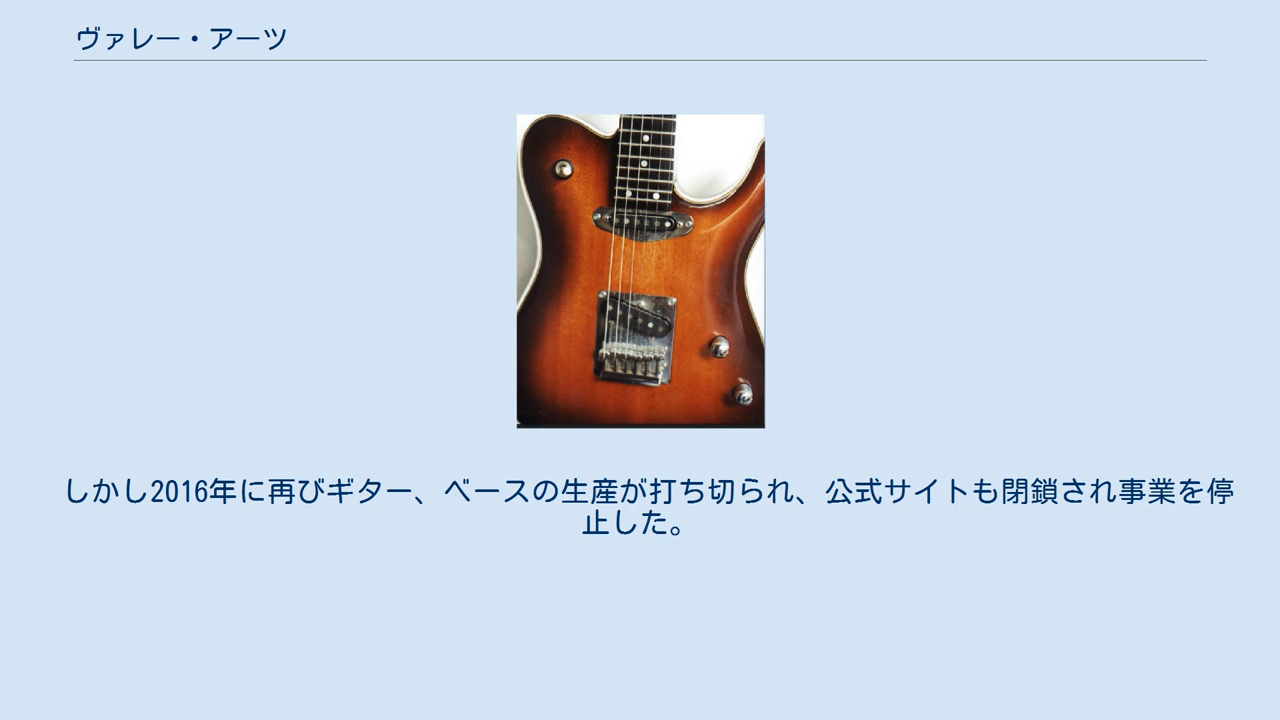 ヴァレー・アーツ
しかし2016年に再びギター、ベースの生産が打ち切られ、公式サイトも閉鎖され事業を停
止した。